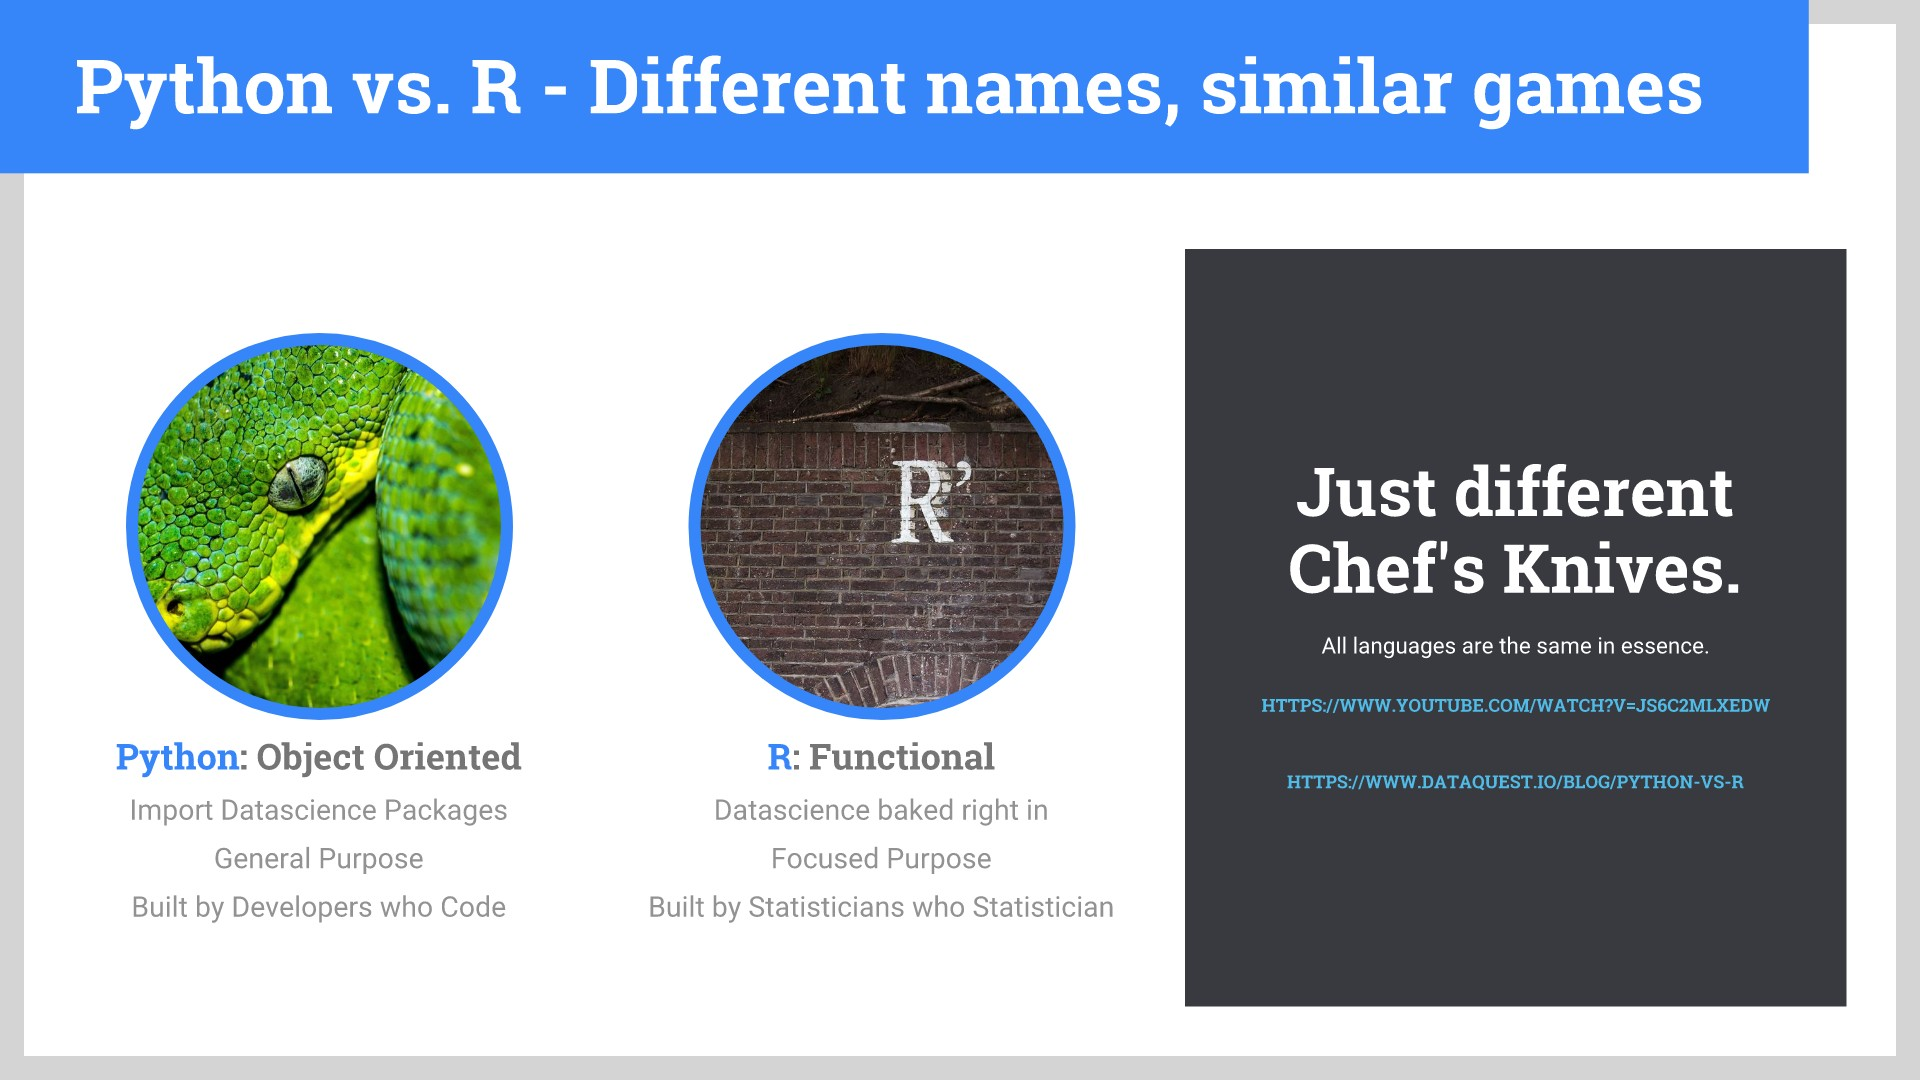 Python vs. R - Different names, similar games
R’
Python: Object Oriented
Import Datascience Packages
General Purpose
Built by Developers who Code
R: Functional
Datascience baked right in
Focused Purpose
Built by Statisticians who Statistician
Just different
Chef's Knives.
All languages are the same in essence.
HTTPS://WWW.YOUTUBE.COM/WATCH?V=JS6C2MLXEDW
HTTPS://WWW.DATAQUEST.IO/BLOG/PYTHON-VS-R